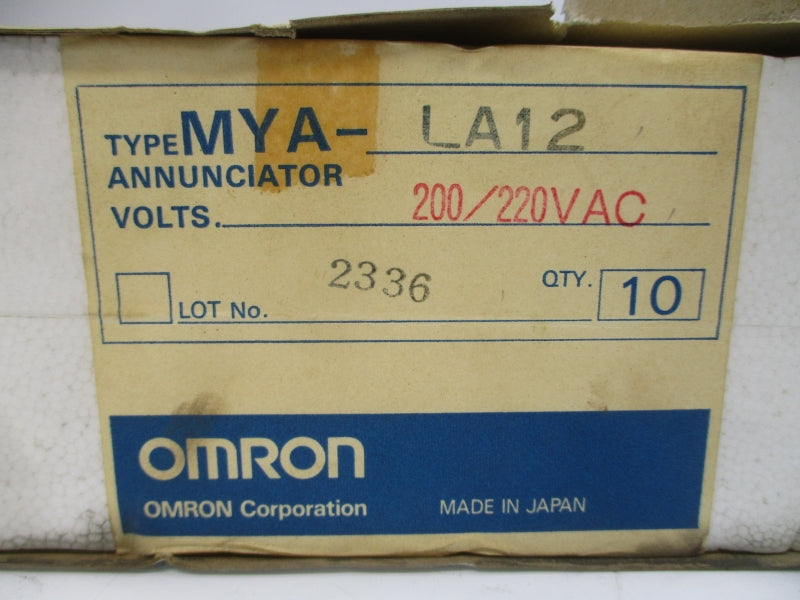 TYPE MYA- LA12
ANNUNCIATOR
VOLTS. 200/220VAC
LOT No. 2336 QTY. 10
OMRON
OMRON Corporation MADE IN JAPAN